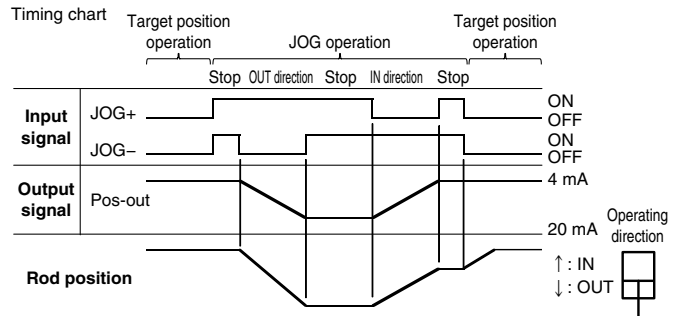 Timing chart
Target position operation
JOG operation
Target position operation
Stop OUT direction Stop IN direction Stop
Input signal
JOG+
ON
OFF
JOG−
ON
OFF
Output signal
Pos-out
4 mA
20 mA
Rod position
Operating direction
↑: IN
↓: OUT